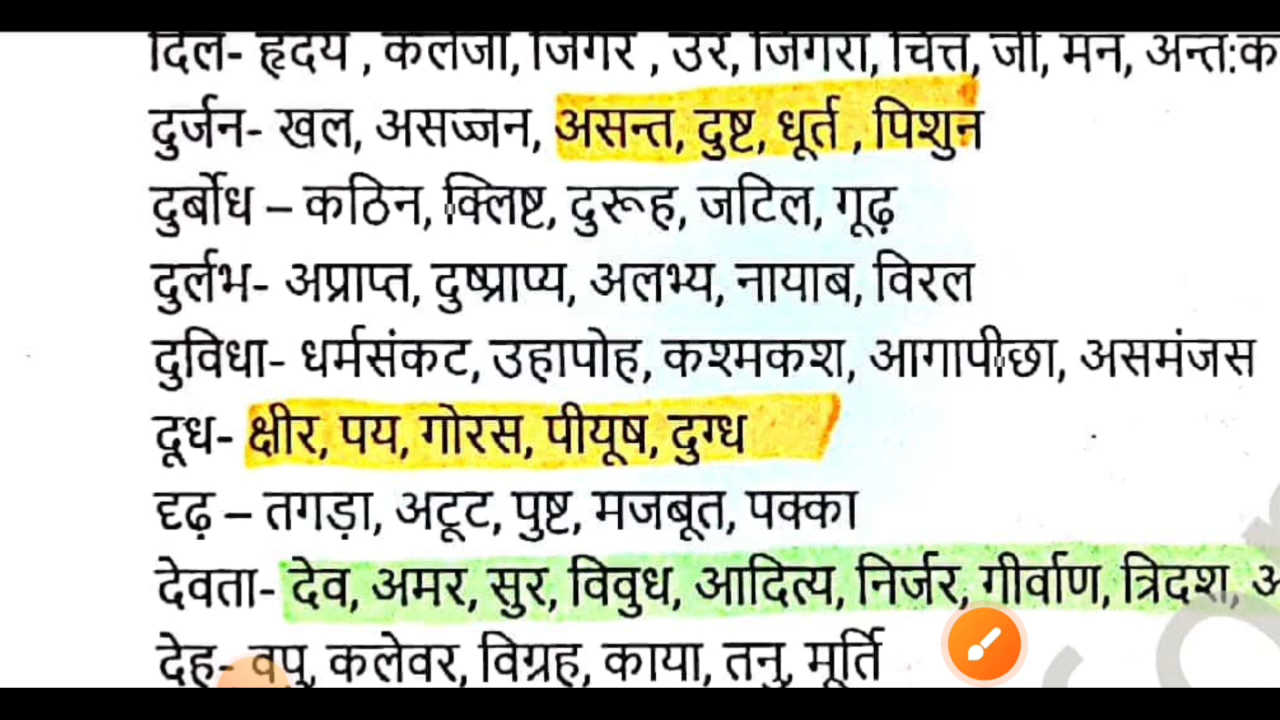 दिल- हृदय , कलेजा, जिगर , उर, जिगरा, चित्त, जी, मन,
दुर्जन- खल, असज्जन, असन्त, दुष्ट, धूर्त , पिशुन
दुर्बोध – कठिन, क्लिष्ट, दुरूह, जटिल, गूढ़
दुर्लभ- अप्राप्त, दुष्प्राप्य, अलभ्य, नायाब, विरल
दुविधा- धर्मसंकट, उहापोह, कश्मकश, आगापीछा, असमंजस
दूध- क्षीर, पय, गोरस, पीयूष, दुग्ध
दृढ़ – तगड़ा, अटूट, पुष्ट, मजबूत, पक्का
देवता- देव, अमर, सुर, विवुध, आदित्य, निर्जर, गीर्वाण, त्रिदश,
देह- वपु, कलेवर, विग्रह, काया, तनु, मूर्ति